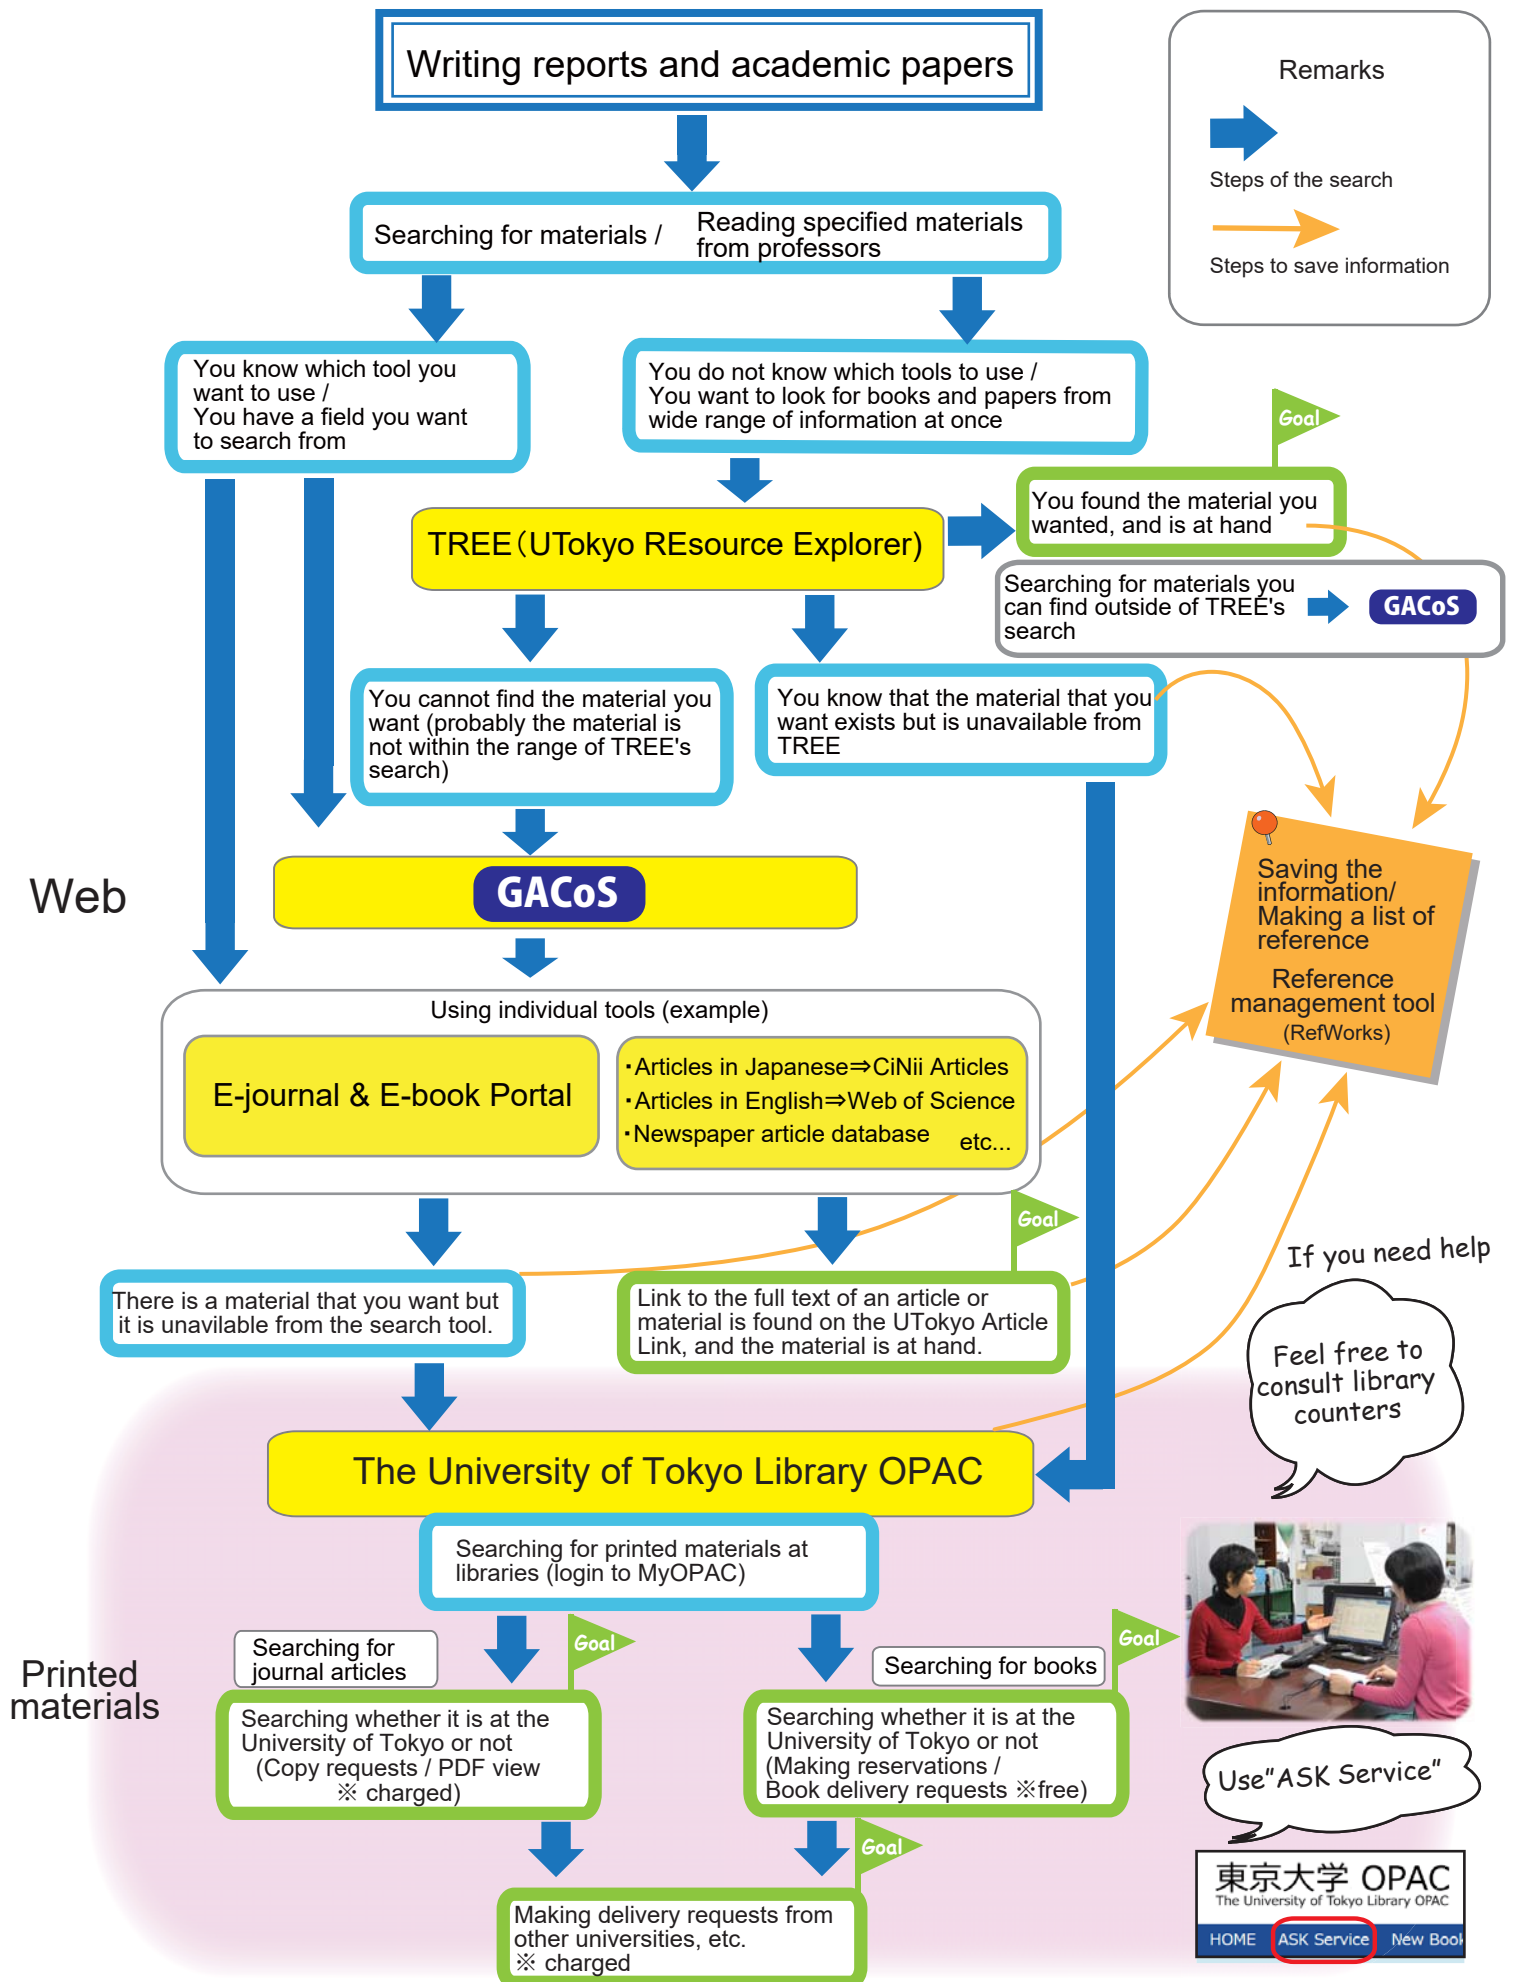 Writing reports and academic papers
Remarks
Steps of the search
Steps to save information
Searching for materials /
Reading specified materials
from professors
You know which tool you
want to use /
You have a field you want
to search from
You do not know which tools to use /
You want to look for books and papers from
wide range of information at once
Goal
You found the material you
wanted, and is at hand
TREE（UTokyo REsource Explorer)
Searching for materials you
can find outside of TREE's
search
GACoS
You cannot find the material you
want (probably the material is
not within the range of TREE's
search)
You know that the material that you
want exists but is unavailable from
TREE
Web
GACoS
Saving the
information/
Making a list of
reference
Reference
management tool
(RefWorks)
Using individual tools (example)
E-journal & E-book Portal
・Articles in Japanese⇒CiNii Articles
・Articles in English⇒Web of Science
・Newspaper article database
etc...
Goal
There is a material that you want but
it is unavilable from the search tool.
Link to the full text of an article or
material is found on the UTokyo Article
Link, and the material is at hand.
If you need help
Feel free to
consult library
counters
The University of Tokyo Library OPAC
Searching for printed materials at
libraries (login to MyOPAC)
Printed
materials
Searching for
journal articles
Goal
Searching for books
Goal
Searching whether it is at the
University of Tokyo or not
(Copy requests / PDF view
※ charged)
Searching whether it is at the
University of Tokyo or not
(Making reservations /
Book delivery requests ※free)
Use"ASK Service"
Goal
Making delivery requests from
other universities, etc.
※ charged
東京大学 OPAC
The University of Tokyo Library OPAC
HOME ASK Service New Book